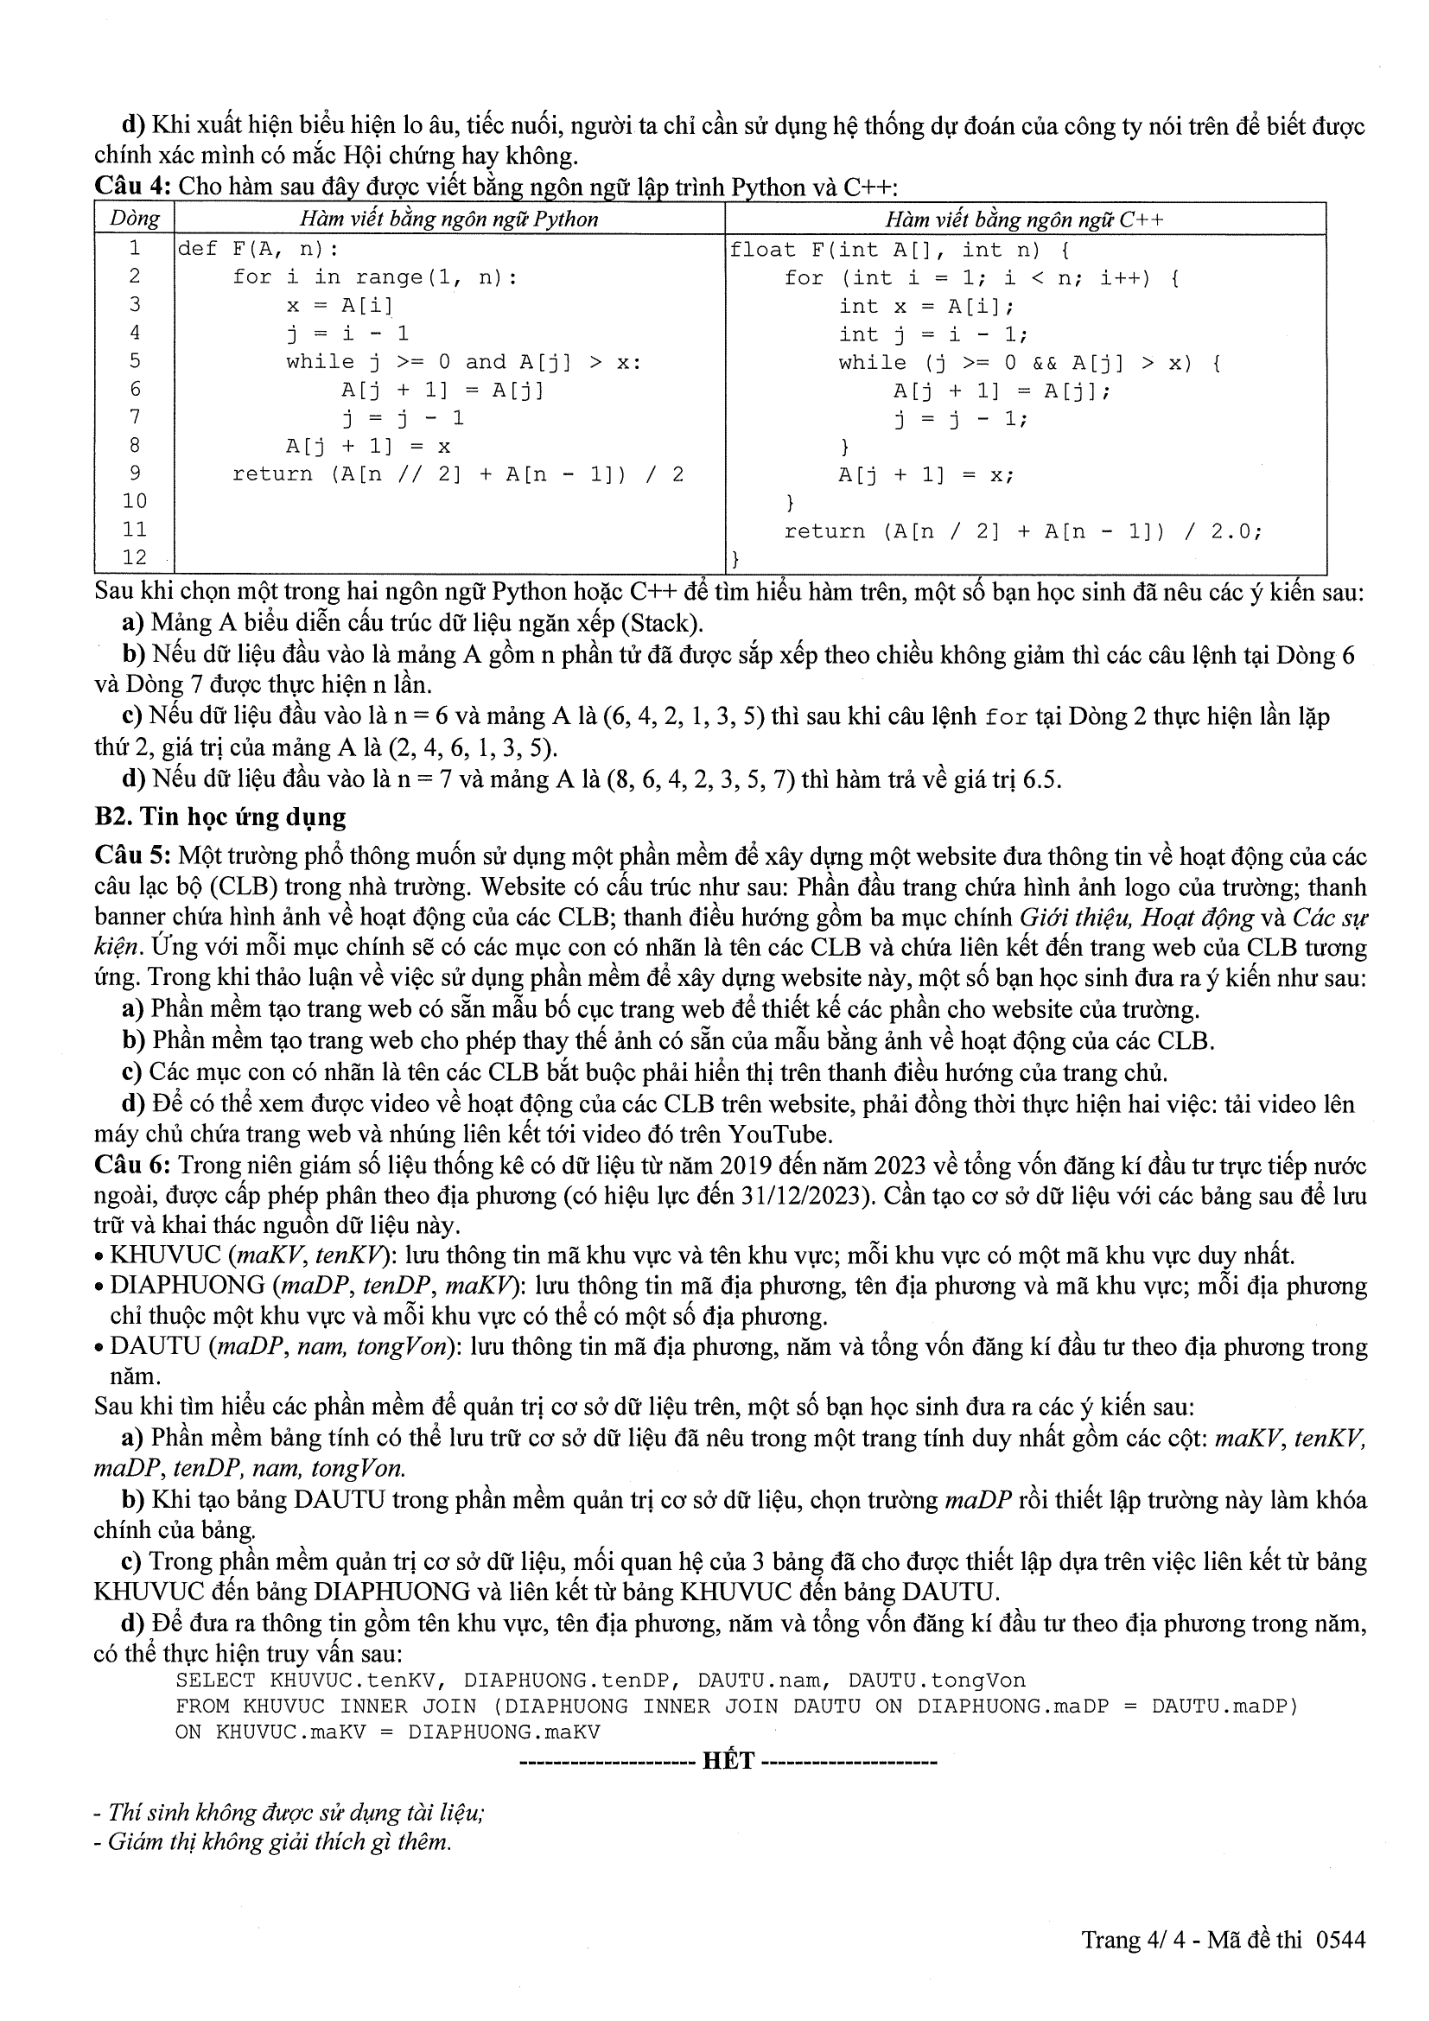 d) Khi xuất hiện biểu hiện lo âu, tiếc nuối, người ta chỉ cần sử dụng hệ thống dự đoán của công ty nói trên để biết được
chính xác mình có mắc Hội chứng hay không.
Câu 4: Cho hàm sau đây được viết bằng ngôn ngữ lập trình Python và C++:
Dòng Hàm viết bằng ngôn ngữ Python Hàm viết bằng ngôn ngữ C++
1 def F(A, n): float F(int A[], int n) {
2 for i in range(1, n): for (int i = 1; i < n; i++) {
3 x = A[i] int x = A[i];
4 j = i - 1 int j = i - 1;
5 while j >= 0 and A[j] > x: while (j >= 0 && A[j] > x) {
6 A[j + 1] = A[j] A[j + 1] = A[j];
7 j = j - 1 j = j - 1;
8 A[j + 1] = x }
9 return (A[n // 2] + A[n - 1]) / 2 A[j + 1] = x;
10 }
11 return (A[n / 2] + A[n - 1]) / 2.0;
12 }
Sau khi chọn một trong hai ngôn ngữ Python hoặc C++ để tìm hiểu hàm trên, một số bạn học sinh đã nêu các ý kiến sau:
a) Mảng A biểu diễn cấu trúc dữ liệu ngăn xếp (Stack).
b) Nếu dữ liệu đầu vào là mảng A gồm n phần tử đã được sắp xếp theo chiều không giảm thì các câu lệnh tại Dòng 6
và Dòng 7 được thực hiện n lần.
c) Nếu dữ liệu đầu vào là n = 6 và mảng A là (6, 4, 2, 1, 3, 5) thì sau khi câu lệnh for tại Dòng 2 thực hiện lần lặp
thứ 2, giá trị của mảng A là (2, 4, 6, 1, 3, 5).
d) Nếu dữ liệu đầu vào là n = 7 và mảng A là (8, 6, 4, 2, 3, 5, 7) thì hàm trả về giá trị 6.5.
B2. Tin học ứng dụng
Câu 5: Một trường phổ thông muốn sử dụng một phần mềm để xây dựng một website đưa thông tin về hoạt động của các
câu lạc bộ (CLB) trong nhà trường. Website có cấu trúc như sau: Phần đầu trang chứa hình ảnh logo của trường; thanh
banner chứa hình ảnh về hoạt động của các CLB; thanh điều hướng gồm ba mục chính Giới thiệu, Hoạt động và Các sự
kiện. Ứng với mỗi mục chính sẽ có các mục con có nhãn là tên các CLB và chứa liên kết đến trang web của CLB tương
ứng. Trong khi thảo luận về việc sử dụng phần mềm để xây dựng website này, một số bạn học sinh đưa ra ý kiến như sau:
a) Phần mềm tạo trang web có sẵn mẫu bố cục trang web để thiết kế các phần cho website của trường.
b) Phần mềm tạo trang web cho phép thay thế ảnh có sẵn của mẫu bằng ảnh về hoạt động của các CLB.
c) Các mục con có nhãn là tên các CLB bắt buộc phải hiển thị trên thanh điều hướng của trang chủ.
d) Để có thể xem được video về hoạt động của các CLB trên website, phải đồng thời thực hiện hai việc: tải video lên
máy chủ chứa trang web và nhúng liên kết tới video đó trên YouTube.
Câu 6: Trong niên giám số liệu thống kê có dữ liệu từ năm 2019 đến năm 2023 về tổng vốn đăng kí đầu tư trực tiếp nước
ngoài, được cấp phép phân theo địa phương (có hiệu lực đến 31/12/2023). Cần tạo cơ sở dữ liệu với các bảng sau để lưu
trữ và khai thác nguồn dữ liệu này.
• KHUVUC (maKV, tenKV): lưu thông tin mã khu vực và tên khu vực; mỗi khu vực có một mã khu vực duy nhất.
• DIAPHUONG (maDP, tenDP, maKV): lưu thông tin mã địa phương, tên địa phương và mã khu vực; mỗi địa phương
chỉ thuộc một khu vực và mỗi khu vực có thể có một số địa phương.
• DAUTU (maDP, nam, tongVon): lưu thông tin mã địa phương, năm và tổng vốn đăng kí đầu tư theo địa phương trong
năm.
Sau khi tìm hiểu các phần mềm để quản trị cơ sở dữ liệu trên, một số bạn học sinh đưa ra các ý kiến sau:
a) Phần mềm bảng tính có thể lưu trữ cơ sở dữ liệu đã nêu trong một trang tính duy nhất gồm các cột: maKV, tenKV,
maDP, tenDP, nam, tongVon.
b) Khi tạo bảng DAUTU trong phần mềm quản trị cơ sở dữ liệu, chọn trường maDP rồi thiết lập trường này làm khóa
chính của bảng.
c) Trong phần mềm quản trị cơ sở dữ liệu, mối quan hệ của 3 bảng đã cho được thiết lập dựa trên việc liên kết từ bảng
KHUVUC đến bảng DIAPHUONG và liên kết từ bảng KHUVUC đến bảng DAUTU.
d) Để đưa ra thông tin gồm tên khu vực, tên địa phương, năm và tổng vốn đăng kí đầu tư theo địa phương trong năm,
có thể thực hiện truy vấn sau:
SELECT KHUVUC.tenKV, DIAPHUONG.tenDP, DAUTU.nam, DAUTU.tongVon
FROM KHUVUC INNER JOIN (DIAPHUONG INNER JOIN DAUTU ON DIAPHUONG.maDP = DAUTU.maDP)
ON KHUVUC.maKV = DIAPHUONG.maKV
--------------------- HẾT ---------------------
- Thí sinh không được sử dụng tài liệu;
- Giám thị không giải thích gì thêm.
Trang 4/ 4 - Mã đề thi 0544